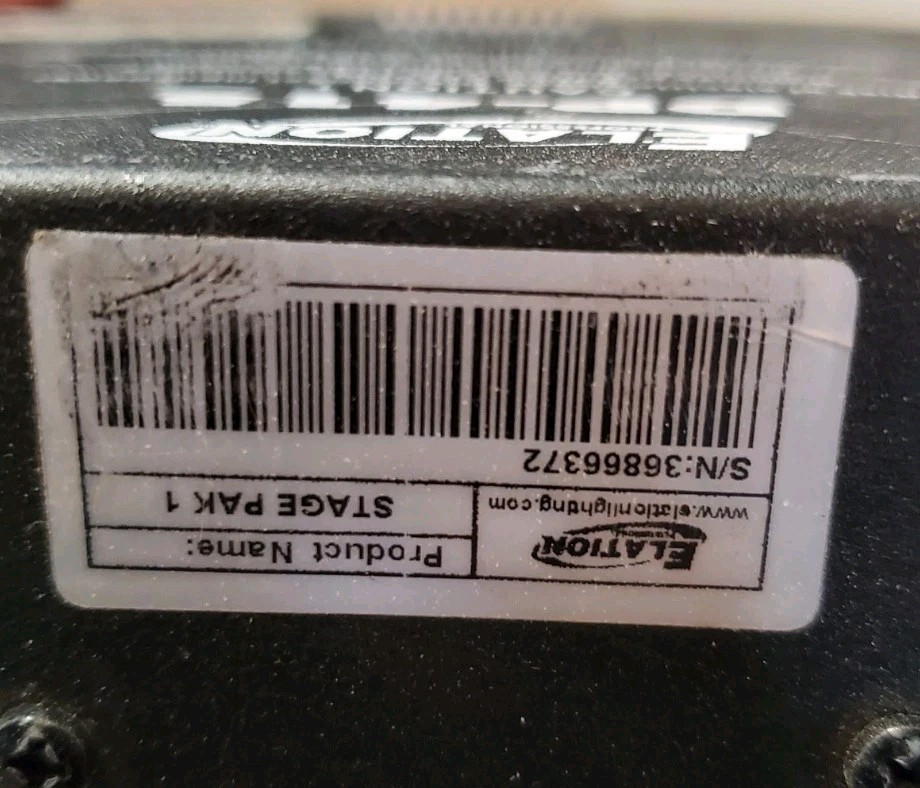 ELATION
Product Name:
www.elationlighting.com
STAGE PAK 1
S/N:36866372
ELATION